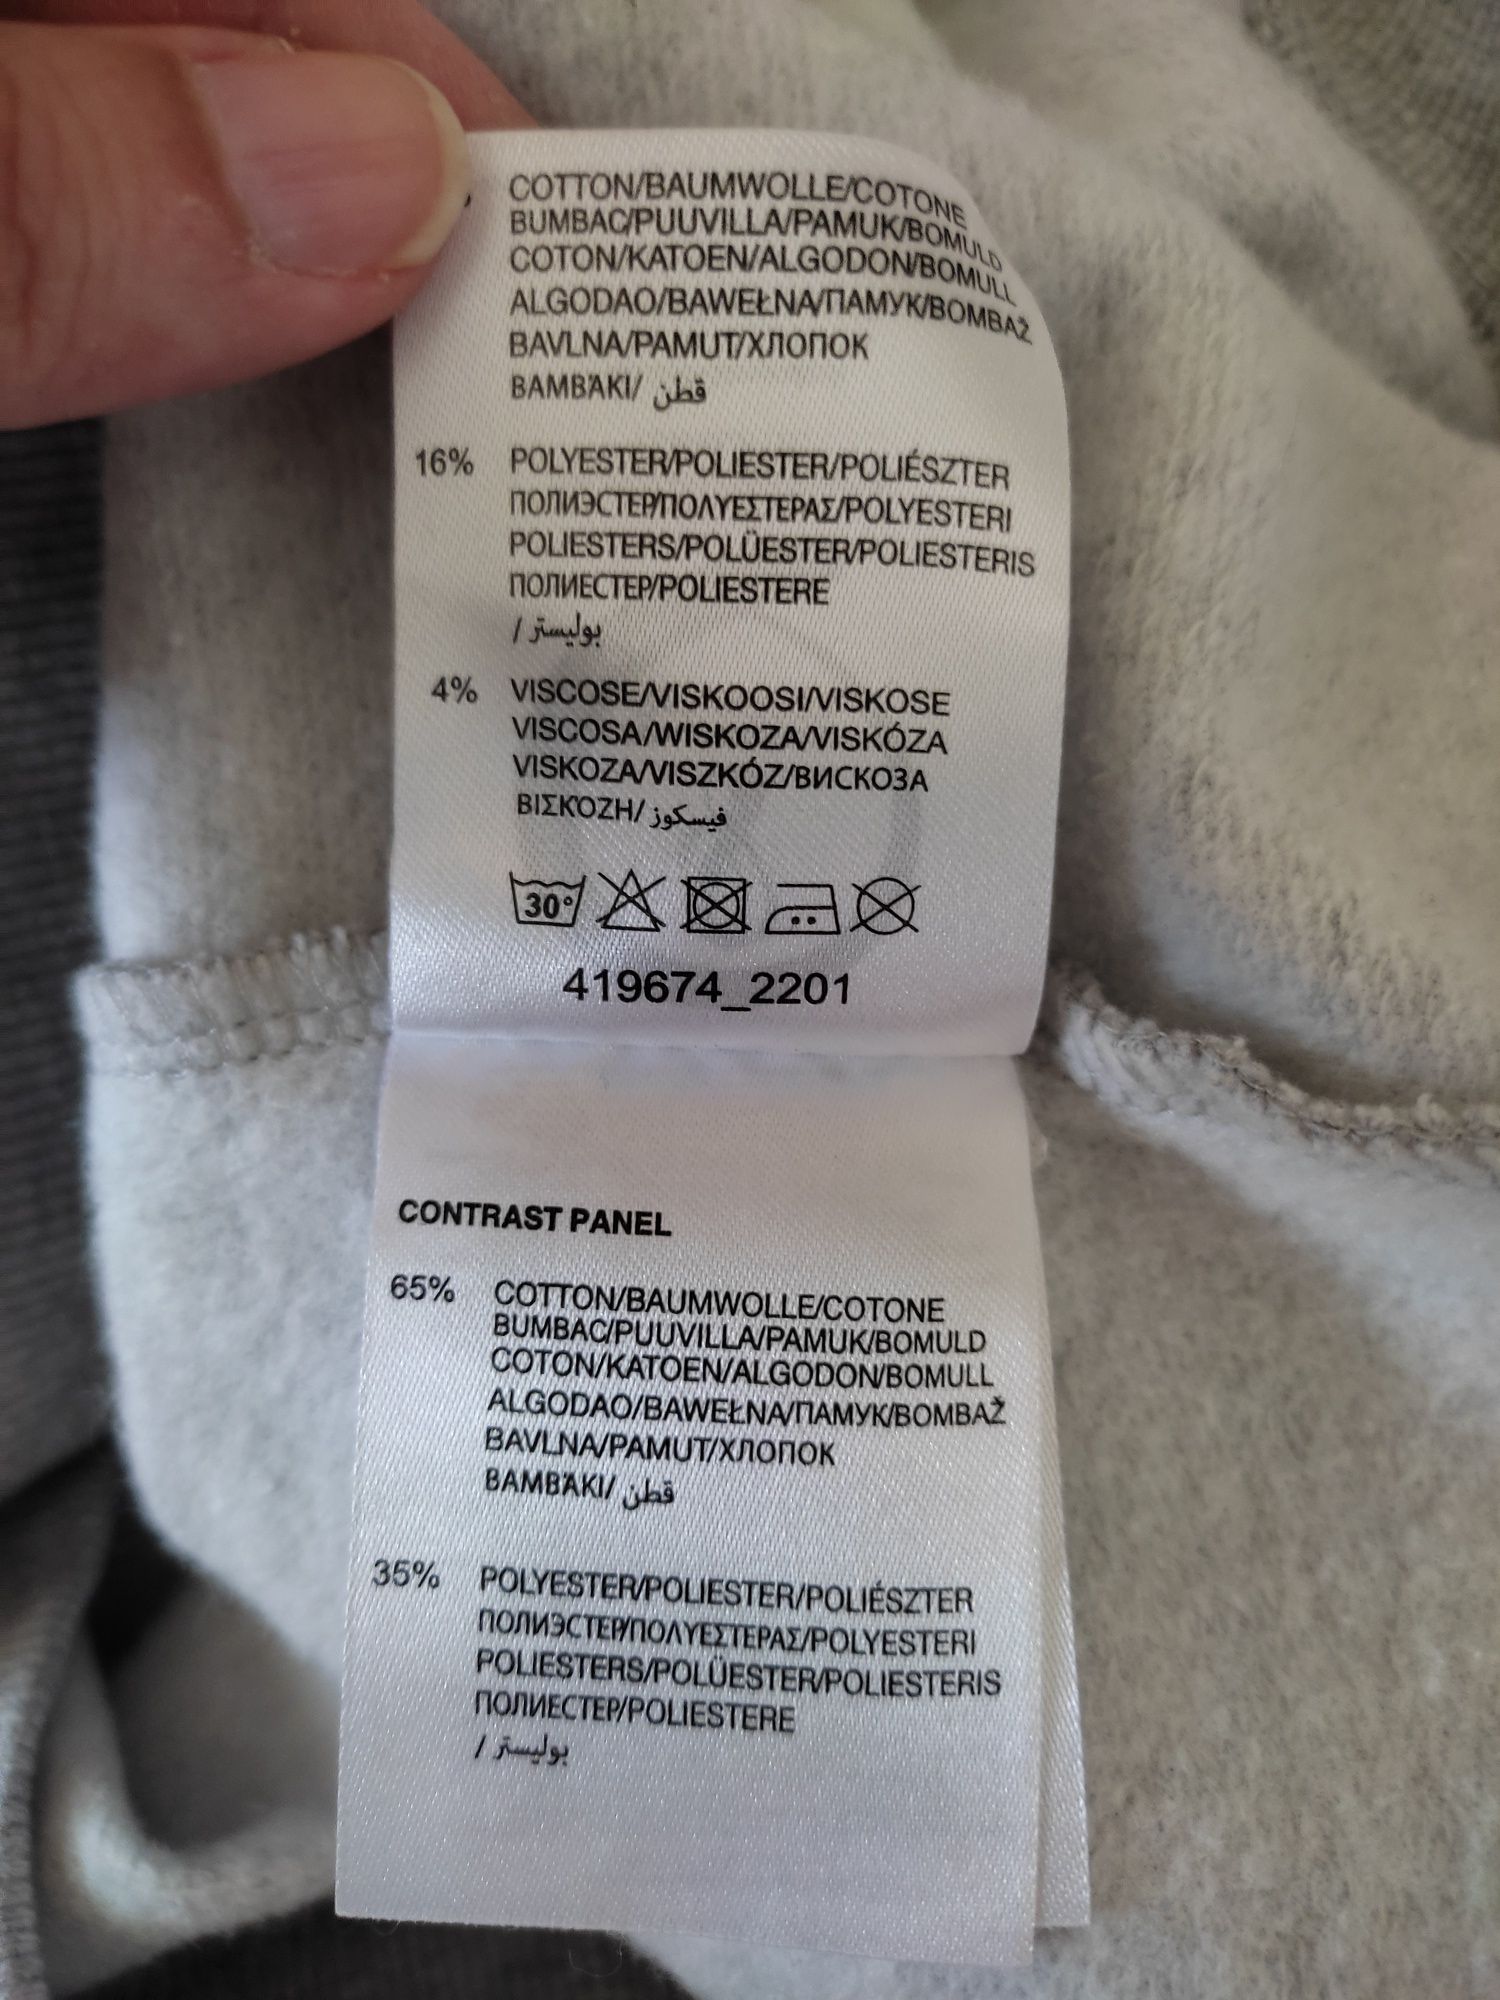 COTTON/BAUMWOLLE/COTONE
BUMBAC/PUUVILLA/PAMUK/BOMULD
COTON/KATOEN/ALGODON/BOMULL
ALGODAO/BAWEŁNA/ПАМУК/BOMBAŽ
BAVLNA/PAMUT/ХЛОПОК
ΒΑΜΒΆΚΙ/ قطن
16% POLYESTER/POLIESTER/POLIÉSZTER
ПОЛИЭСТЕР/ΠΟΛΥΕΣΤΕΡΑΣ/POLYESTERI
POLIESTERS/POLÜESTER/POLIESTERIS
ПОЛИЕСТЕР/POLIESTERE
/ بوليستر
4% VISCOSE/VISKOOSI/VISKOSE
VISCOSA/WISKOZA/VISKÓZA
VISKOZA/VISZKÓZ/ВИСКОЗА
ΒΙΣΚΌΖΗ/ فيسكوز
30°
419674_2201
CONTRAST PANEL
65% COTTON/BAUMWOLLE/COTONE
BUMBAC/PUUVILLA/PAMUK/BOMULD
COTON/KATOEN/ALGODON/BOMULL
ALGODAO/BAWEŁNA/ПАМУК/BOMBAŽ
BAVLNA/PAMUT/ХЛОПОК
ΒΑΜΒΆΚΙ/ قطن
35% POLYESTER/POLIESTER/POLIÉSZTER
ПОЛИЭСТЕР/ΠΟΛΥΕΣΤΕΡΑΣ/POLYESTERI
POLIESTERS/POLÜESTER/POLIESTERIS
ПОЛИЕСТЕР/POLIESTERE
/ بوليستر